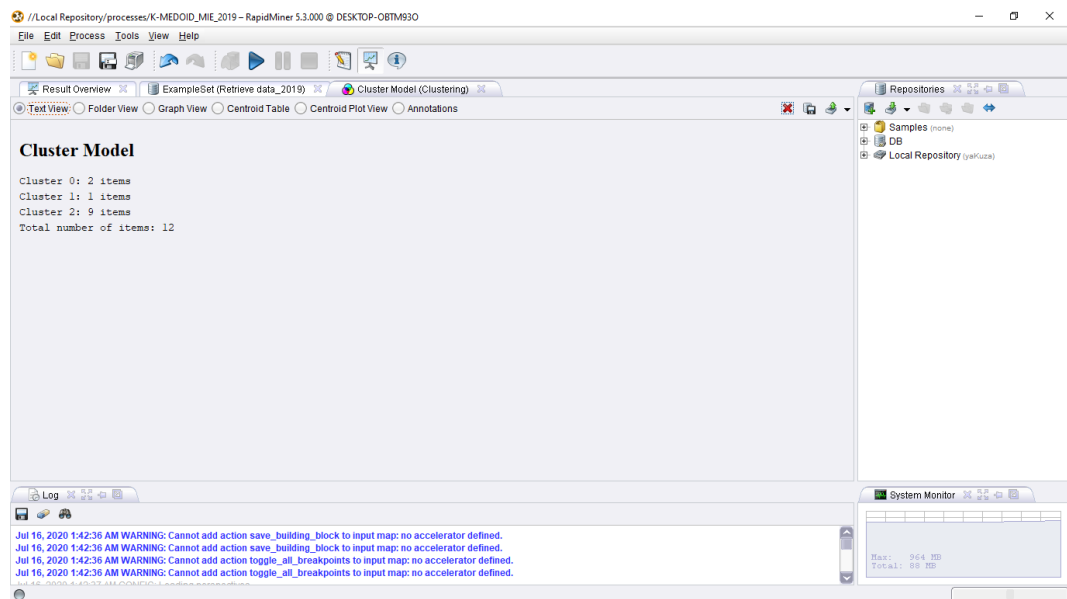 //Local Repository/processes/K-MEDOID_MIE_2019 – RapidMiner 5.3.000 @ DESKTOP-OBTM93O
File Edit Process Tools View Help
Result Overview ExampleSet (Retrieve data_2019) Cluster Model (Clustering)
Text View Folder View Graph View Centroid Table Centroid Plot View Annotations
Cluster Model
Cluster 0: 2 items
Cluster 1: 1 items
Cluster 2: 9 items
Total number of items: 12
Repositories
Samples (none)
DB
Local Repository (yaKuza)
Log
Jul 16, 2020 1:42:36 AM WARNING: Cannot add action save_building_block to input map: no accelerator defined.
Jul 16, 2020 1:42:36 AM WARNING: Cannot add action save_building_block to input map: no accelerator defined.
Jul 16, 2020 1:42:36 AM WARNING: Cannot add action toggle_all_breakpoints to input map: no accelerator defined.
Jul 16, 2020 1:42:36 AM WARNING: Cannot add action toggle_all_breakpoints to input map: no accelerator defined.
System Monitor
Max: 964 MB
Total: 88 MB